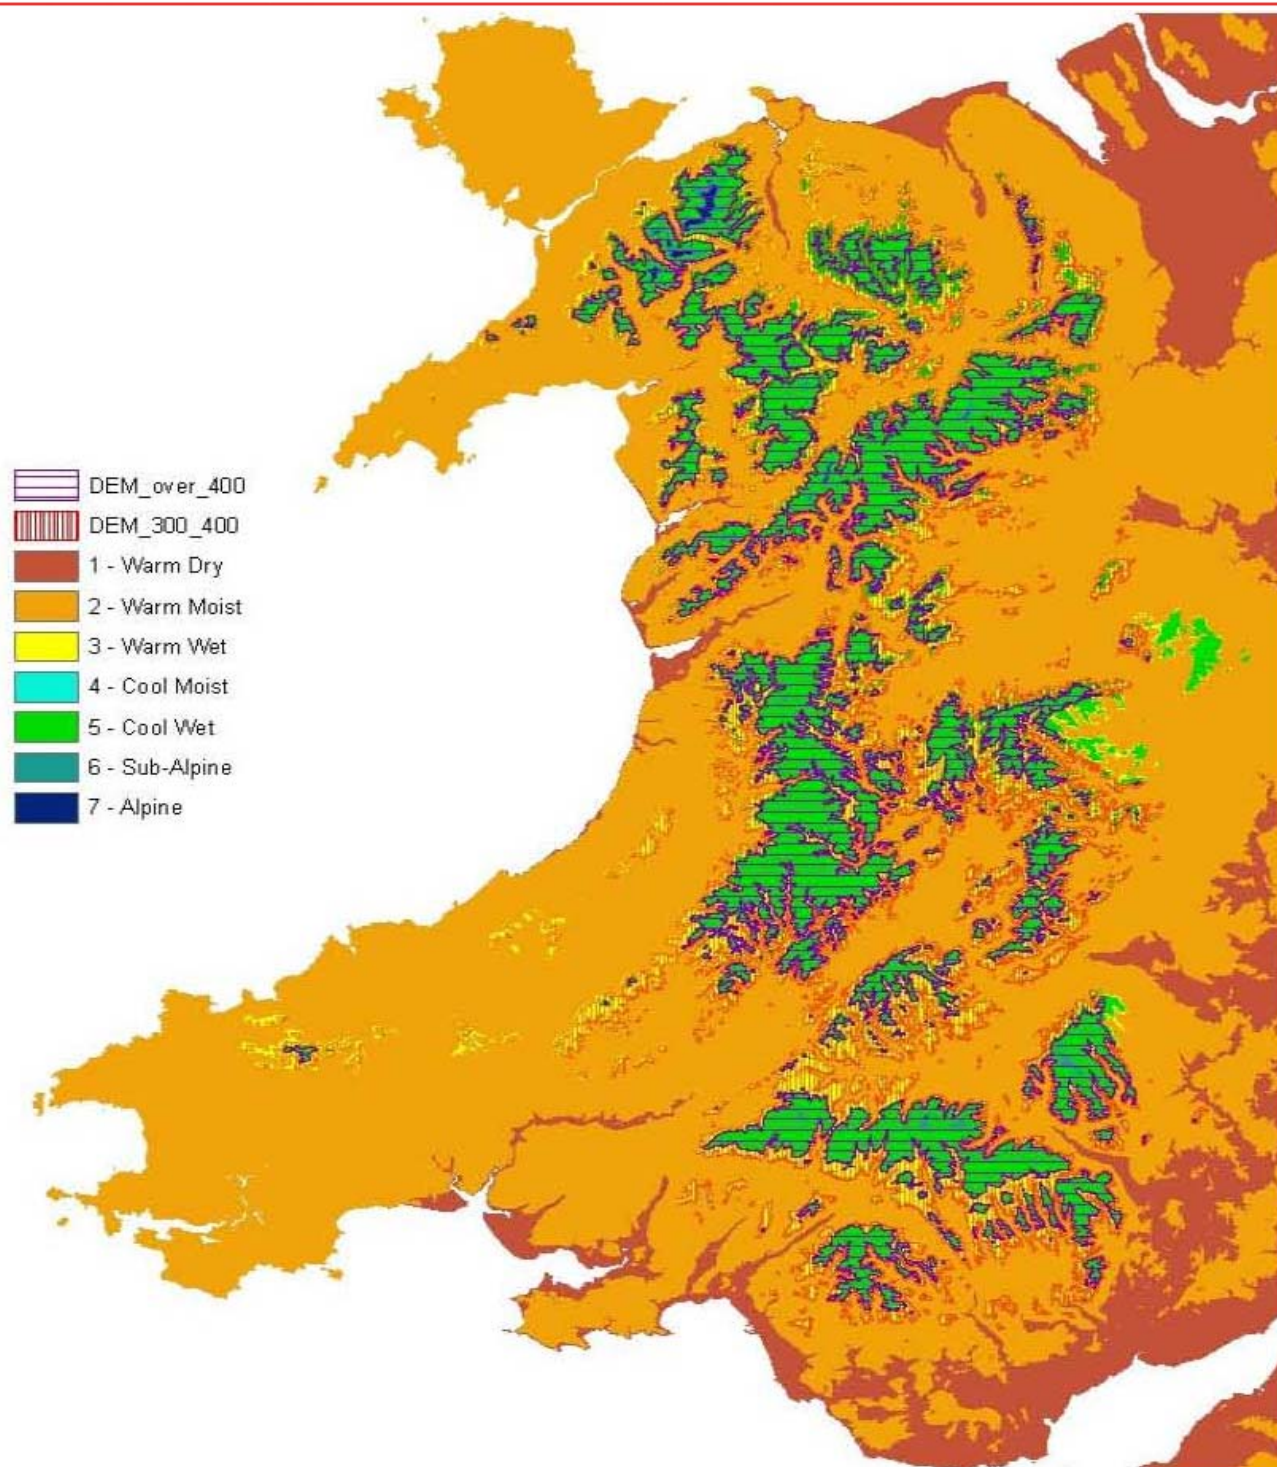 DEM_over_400
DEM_300_400
1 - Warm Dry
2 - Warm Moist
3 - Warm Wet
4 - Cool Moist
5 - Cool Wet
6 - Sub-Alpine
7 - Alpine